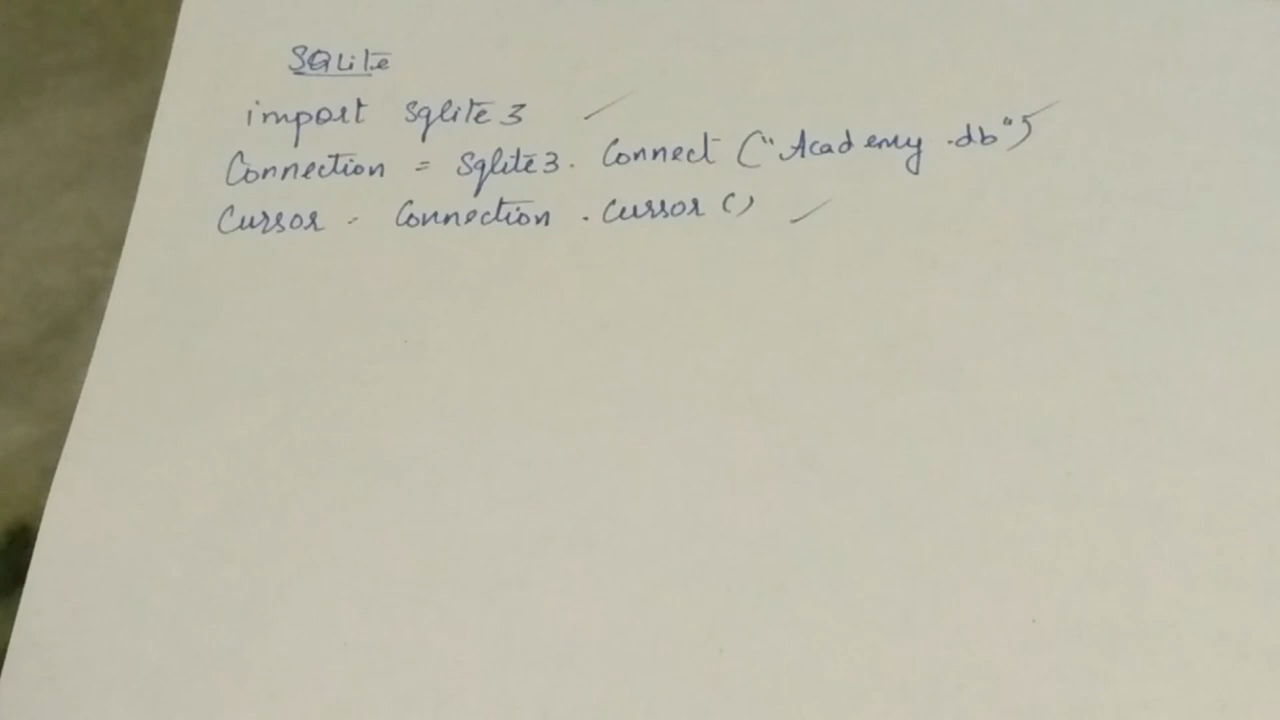 SQLite
import sqlite3
Connection = Sqlite3. Connect ("Academy .db")
Cursor - Connection . Cursor ()